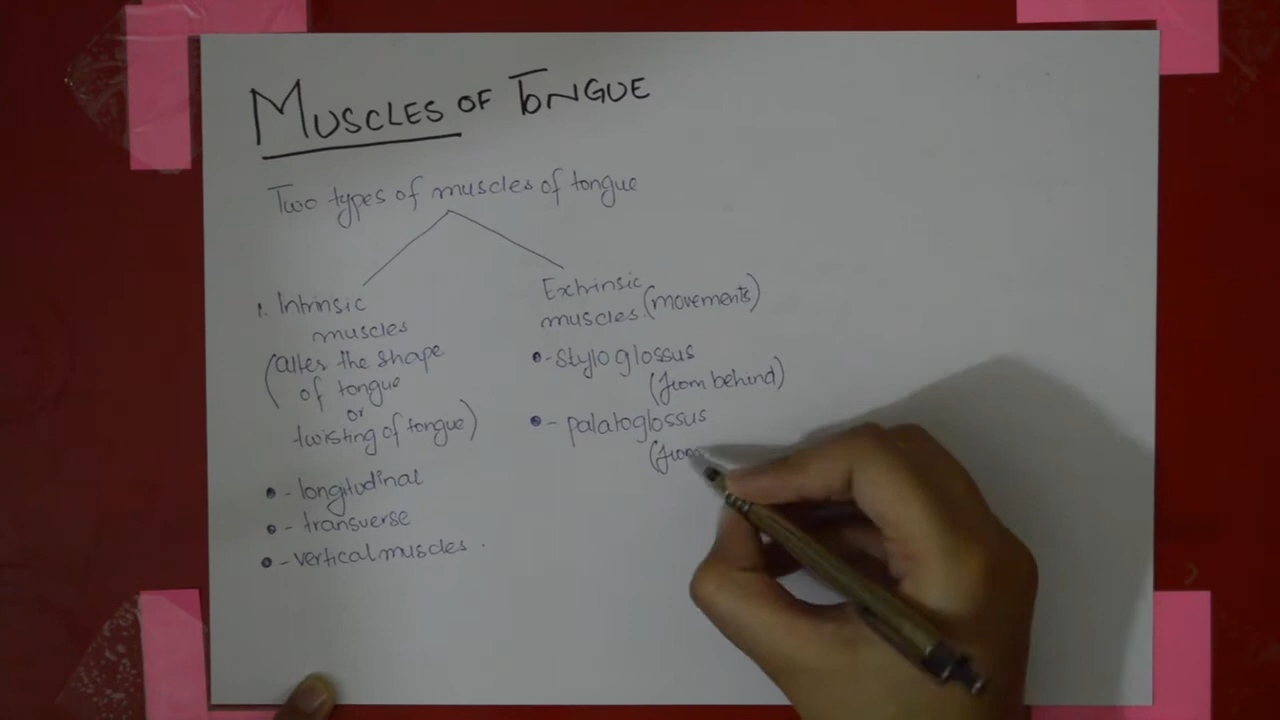 MUSCLES OF TONGUE
Two types of muscles of tongue
1. Intrinsic
muscles
(alter the shape
of tongue
or
twisting of tongue)
- longitudinal
- transverse
- vertical muscles.
Extrinsic
muscles. (movements)
- Styloglossus
(from behind)
- palatoglossus
(from